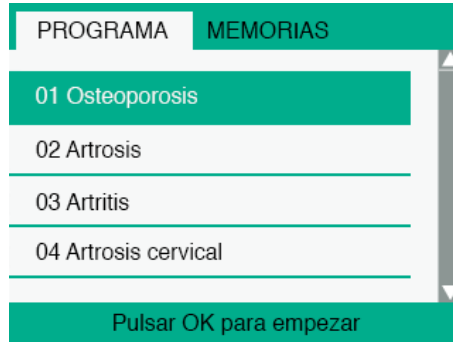 PROGRAMA MEMORIAS
01 Osteoporosis
02 Artrosis
03 Artritis
04 Artrosis cervical
Pulsar OK para empezar